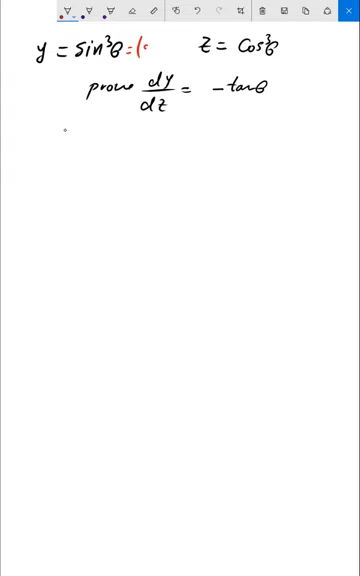 y = sin³θ = (s z = cos³θ
prove dy/dz = -tanθ